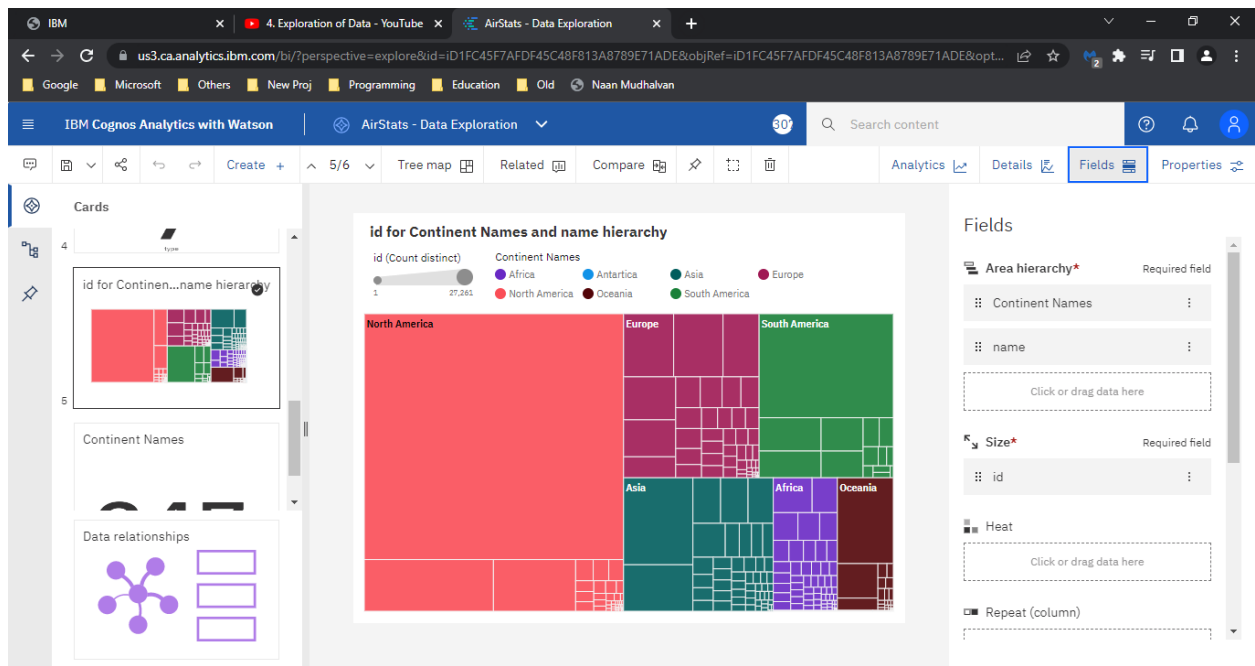 IBM
4. Exploration of Data - YouTube
AirStats - Data Exploration
us3.ca.analytics.ibm.com/bi/?perspective=explore&id=iD1FC45F7AFDF45C48F813A8789E71ADE&objRef=iD1FC45F7AFDF45C48F813A8789E71ADE&opt...
2
Google
Microsoft
Others
New Proj
Programming
Education
Old
Naan Mudhalvan
IBM Cognos Analytics with Watson
AirStats - Data Exploration
Search content
Create +
5/6
Tree map
Related
Compare
Analytics
Details
Fields
Properties
Cards
4
type
id for Continen...name hierarchy
5
Continent Names
Data relationships
id for Continent Names and name hierarchy
id (Count distinct)
1
27,261
Continent Names
Africa
Antartica
Asia
Europe
North America
Oceania
South America
North America
Europe
South America
Asia
Africa
Oceania
Fields
Area hierarchy*
Required field
Continent Names
name
Click or drag data here
Size*
Required field
id
Heat
Click or drag data here
Repeat (column)